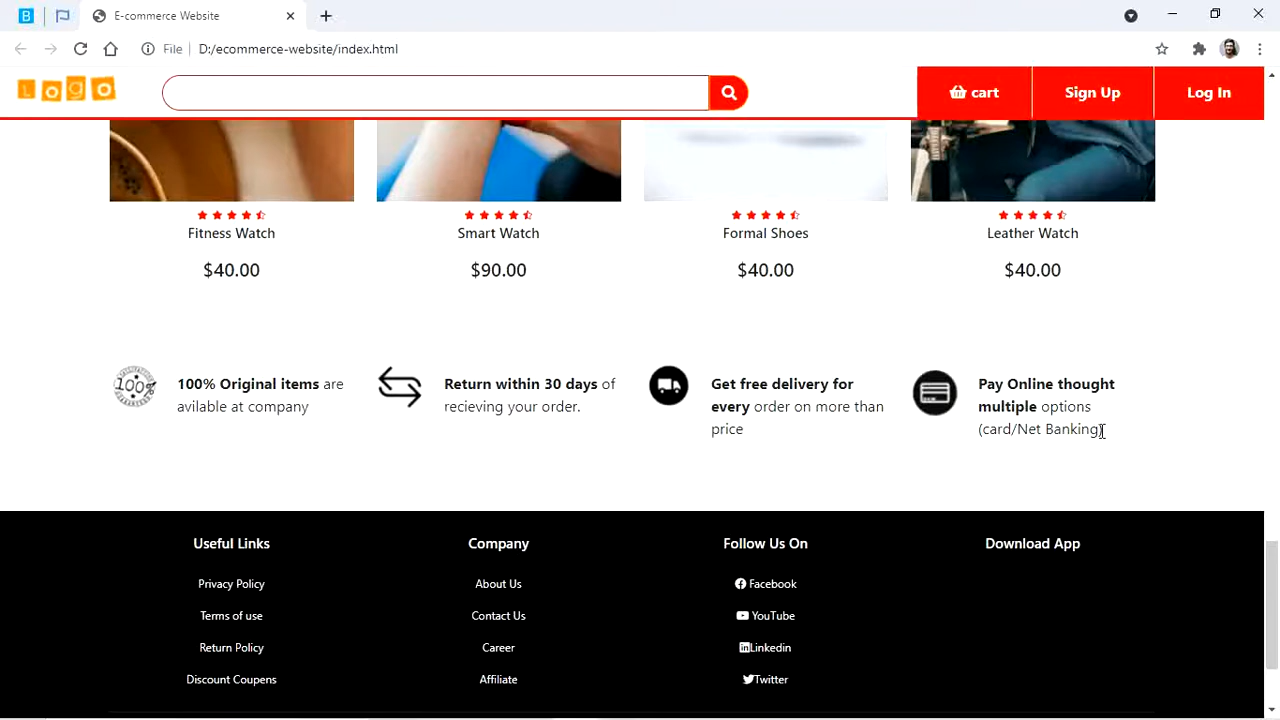 E-commerce Website
File
D:/ecommerce-website/index.html
LOGO
cart
Sign Up
Log In
Fitness Watch
Smart Watch
Formal Shoes
Leather Watch
$40.00
$90.00
$40.00
$40.00
100%
100% Original items are
avilable at company
Return within 30 days of
recieving your order.
Get free delivery for
every order on more than
price
Pay Online thought
multiple options
(card/Net Banking)
Useful Links
Privacy Policy
Terms of use
Return Policy
Discount Coupens
Company
About Us
Contact Us
Career
Affiliate
Follow Us On
Facebook
YouTube
Linkedin
Twitter
Download App